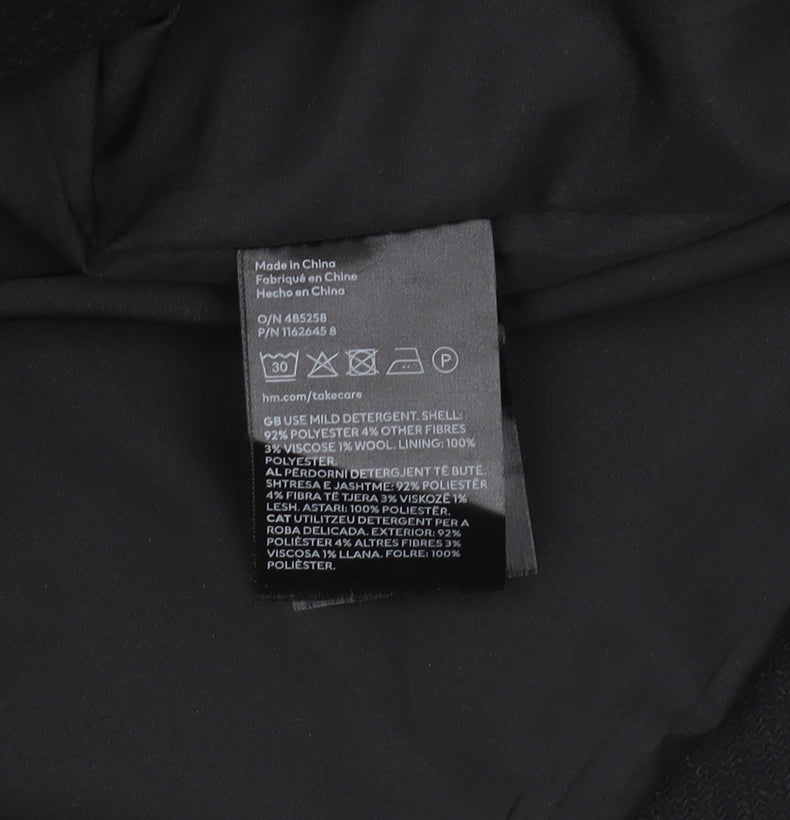 Made in China
Fabriqué en Chine
Hecho en China
O/N 485258
P/N 1162645 8
30 P
hm.com/takecare
GB USE MILD DETERGENT. SHELL:
92% POLYESTER 4% OTHER FIBRES
3% VISCOSE 1% WOOL. LINING: 100%
POLYESTER.
AL PËRDORNI DETERGJENT TË BUTË.
SHTRESA E JASHTME: 92% POLIESTËR
4% FIBRA TË TJERA 3% VISKOZË 1%
LESH. ASTARI: 100% POLIESTËR.
CAT UTILITZEU DETERGENT PER A
ROBA DELICADA. EXTERIOR: 92%
POLIÈSTER 4% ALTRES FIBRES 3%
VISCOSA 1% LLANA. FOLRE: 100%
POLIÈSTER.